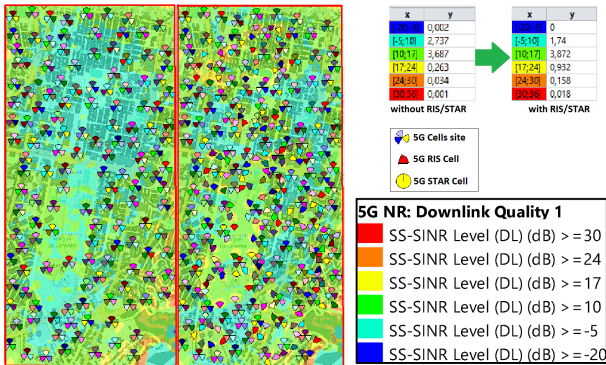 x y
[-20;-5] 0,002
[-5;10] 2,737
[10;17] 3,687
[17;24] 0,263
[24;30] 0,034
[30;36] 0,001
without RIS/STAR
x y
[-20;-5] 0
[-5;10] 1,74
[10;17] 3,872
[17;24] 0,932
[24;30] 0,158
[30;36] 0,018
with RIS/STAR
5G Cells site
5G RIS Cell
5G STAR Cell
5G NR: Downlink Quality 1
SS-SINR Level (DL) (dB) >=30
SS-SINR Level (DL) (dB) >=24
SS-SINR Level (DL) (dB) >=17
SS-SINR Level (DL) (dB) >=10
SS-SINR Level (DL) (dB) >=-5
SS-SINR Level (DL) (dB) >=-20